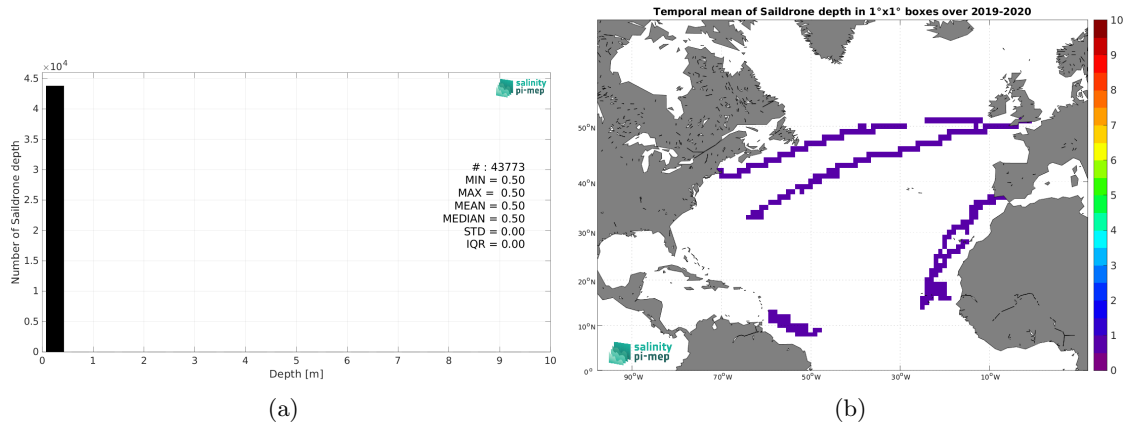 ×10⁴
4.5
4
3.5
3
2.5
2
1.5
1
0.5
0
Number of Saildrone depth
salinity
pi-mep
# : 43773
MIN = 0.50
MAX = 0.50
MEAN = 0.50
MEDIAN = 0.50
STD = 0.00
IQR = 0.00
0 1 2 3 4 5 6 7 8 9 10
Depth [m]
(a)
Temporal mean of Saildrone depth in 1°x1° boxes over 2019-2020
50°N
40°N
30°N
20°N
10°N
0°
90°W 70°W 50°W 30°W 10°W
salinity
pi-mep
10
9
8
7
6
5
4
3
2
1
0
(b)